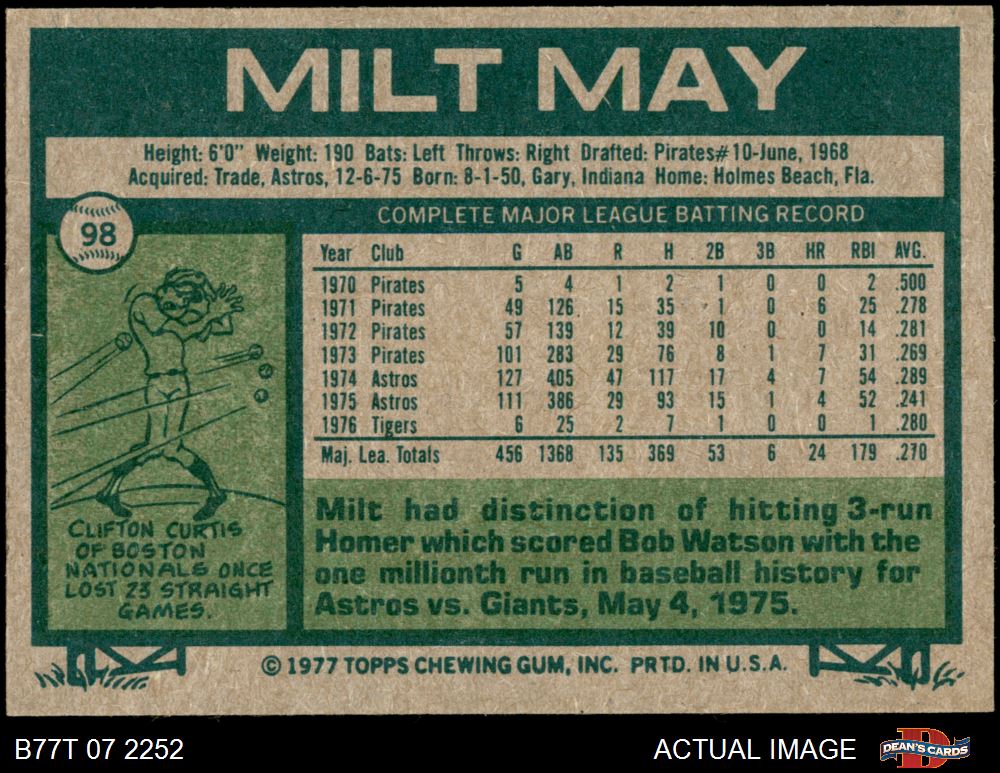 MILT MAY
Height: 6'0" Weight: 190 Bats: Left Throws: Right Drafted: Pirates#10-June, 1968
Acquired: Trade, Astros, 12-6-75 Born: 8-1-50, Gary, Indiana Home: Holmes Beach, Fla.
98
COMPLETE MAJOR LEAGUE BATTING RECORD
Year Club G AB R H 2B 3B HR RBI AVG.
1970 Pirates 5 4 1 2 1 0 0 2 .500
1971 Pirates 49 126 15 35 1 0 6 25 .278
1972 Pirates 57 139 12 39 10 0 0 14 .281
1973 Pirates 101 283 29 76 8 1 7 31 .269
1974 Astros 127 405 47 117 17 4 7 54 .289
1975 Astros 111 386 29 93 15 1 4 52 .241
1976 Tigers 6 25 2 7 1 0 0 1 .280
Maj. Lea. Totals 456 1368 135 369 53 6 24 179 .270
CLIFTON CURTIS
OF BOSTON
NATIONALS ONCE
LOST 23 STRAIGHT
GAMES.
Milt had distinction of hitting 3-run
Homer which scored Bob Watson with the
one millionth run in baseball history for
Astros vs. Giants, May 4, 1975.
© 1977 TOPPS CHEWING GUM, INC. PRTD. IN U.S.A.
B77T 07 2252
ACTUAL IMAGE
D
DEAN'S CARDS